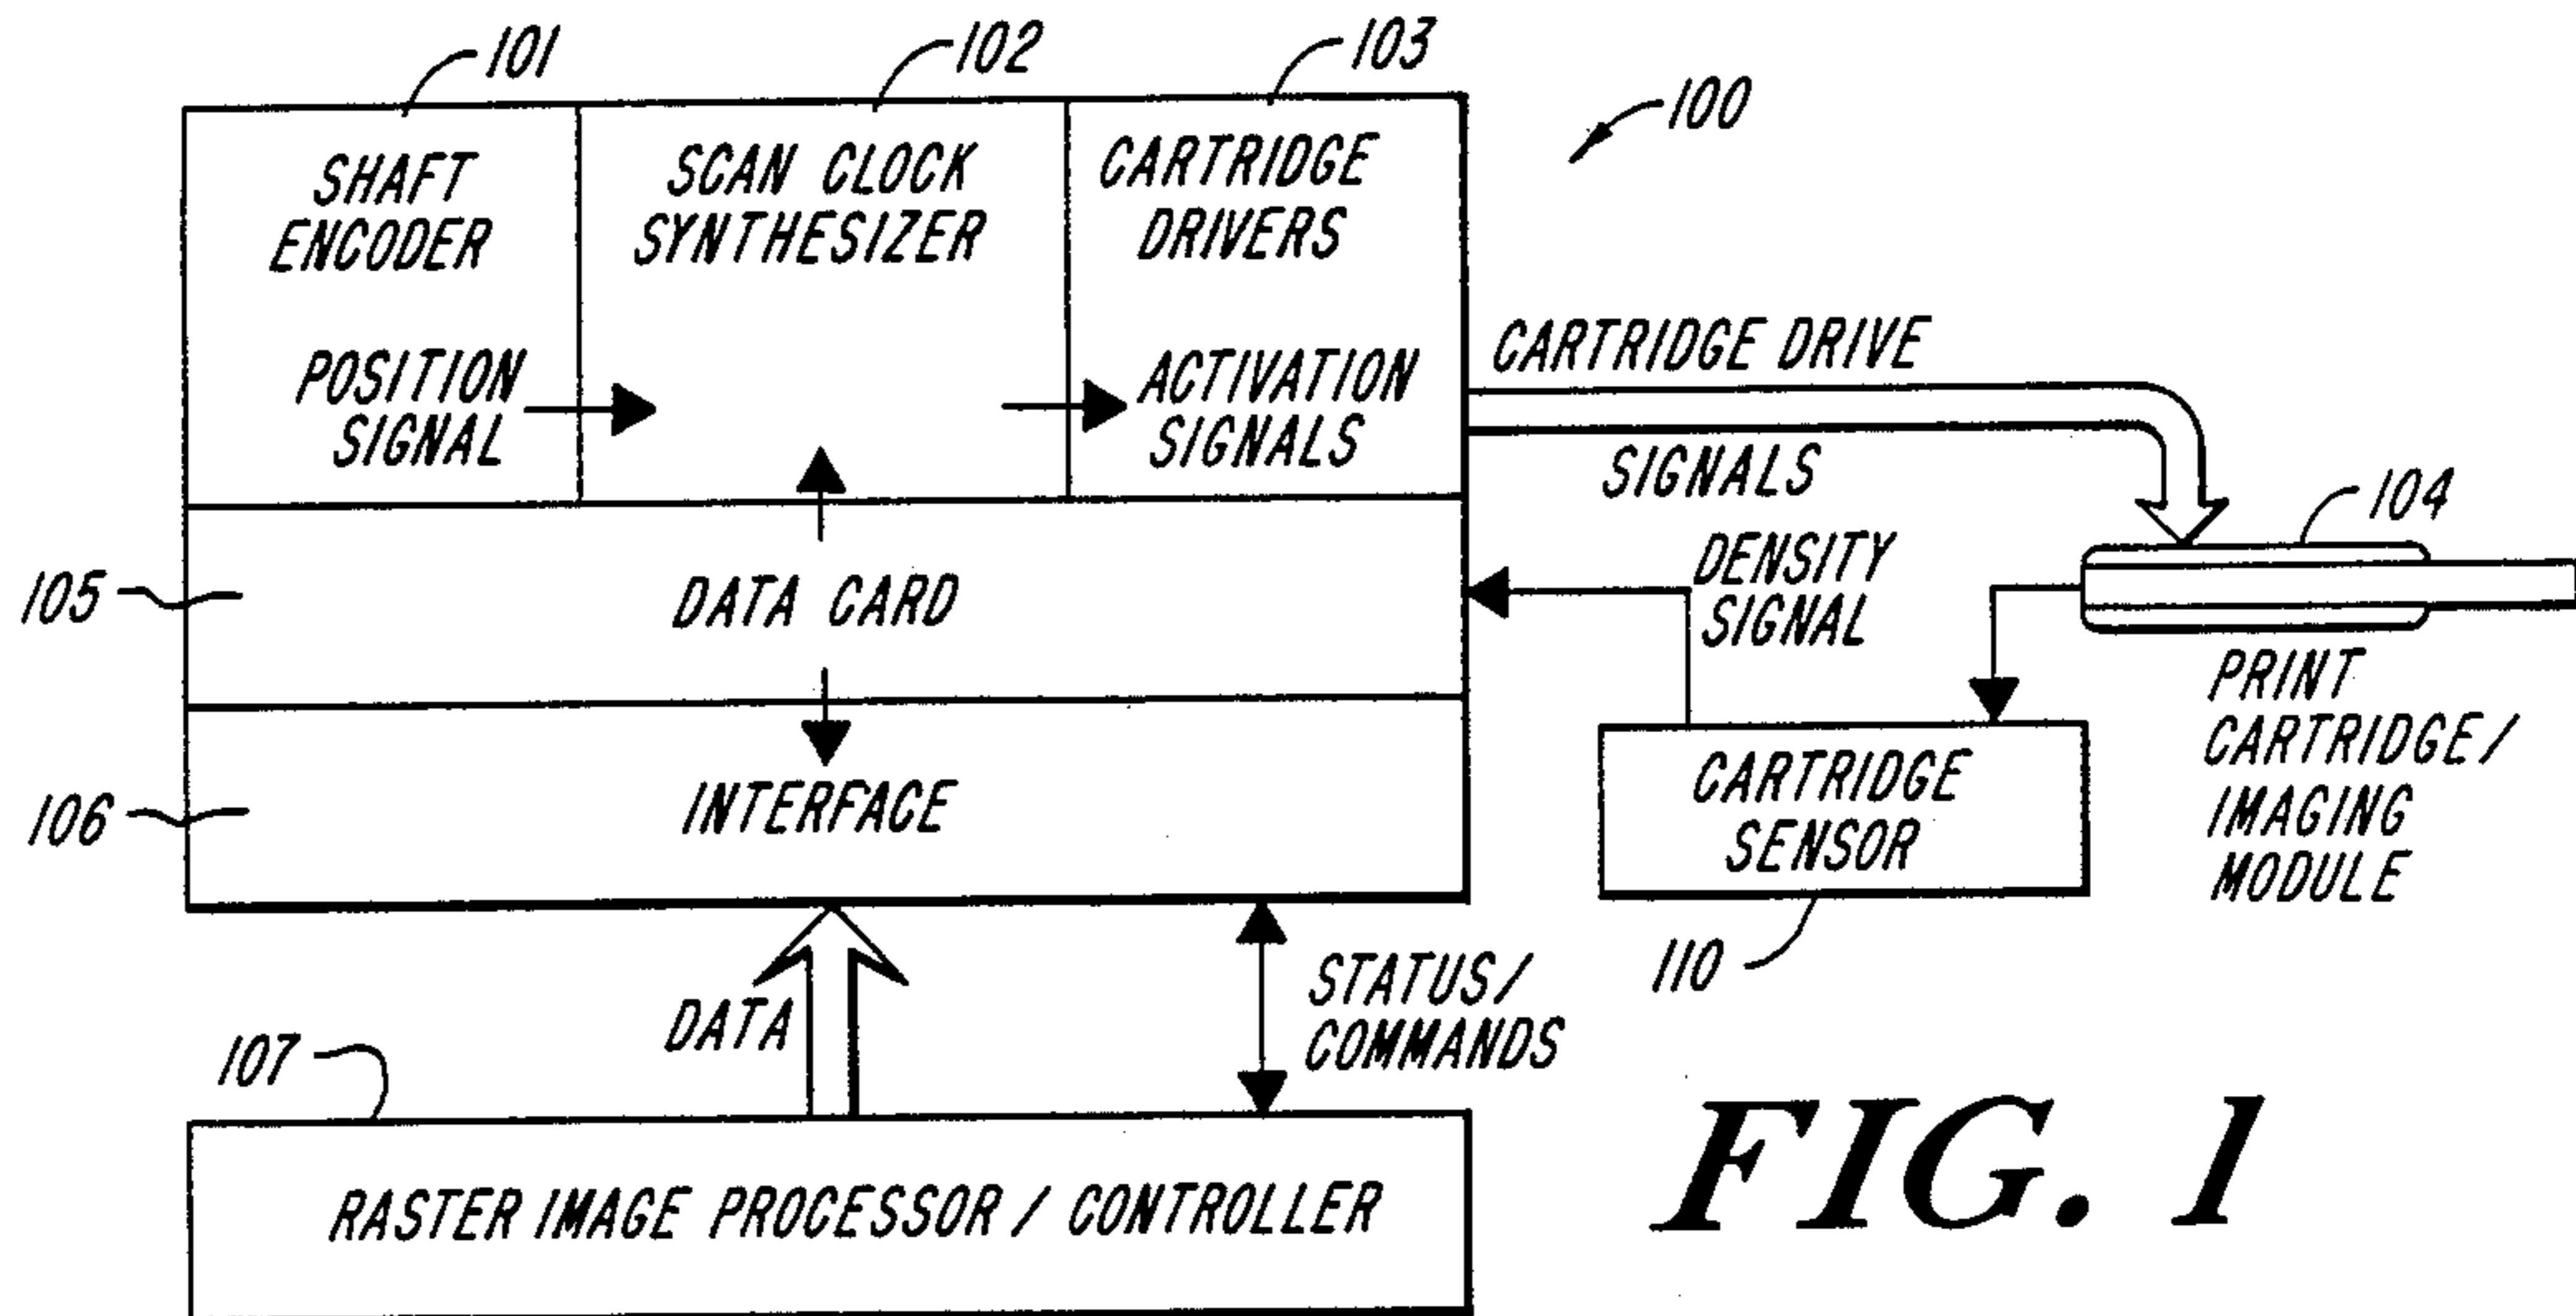 101
102
103
100
SHAFT
ENCODER
SCAN CLOCK
SYNTHESIZER
CARTRIDGE
DRIVERS
POSITION
SIGNAL
ACTIVATION
SIGNALS
CARTRIDGE DRIVE
SIGNALS
104
105
DATA CARD
DENSITY
SIGNAL
PRINT
CARTRIDGE/
IMAGING
MODULE
106
INTERFACE
CARTRIDGE
SENSOR
110
DATA
STATUS/
COMMANDS
107
RASTER IMAGE PROCESSOR / CONTROLLER
FIG. 1